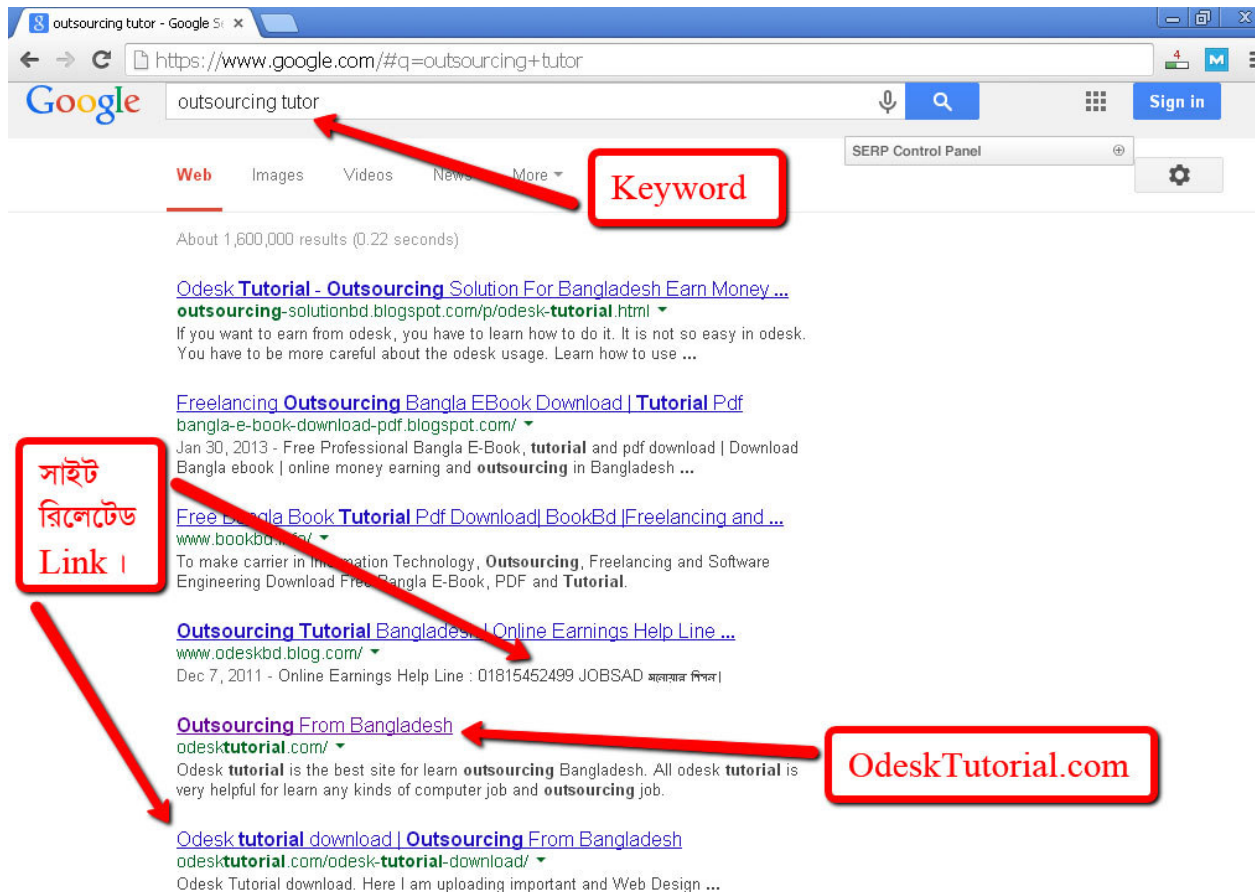 outsourcing tutor - Google Se
https://www.google.com/#q=outsourcing+tutor
4
M
Google
outsourcing tutor
Sign in
SERP Control Panel
Keyword
Web Images Videos News More
About 1,600,000 results (0.22 seconds)
Odesk Tutorial - Outsourcing Solution For Bangladesh Earn Money ...
outsourcing-solutionbd.blogspot.com/p/odesk-tutorial.html
If you want to earn from odesk, you have to learn how to do it. It is not so easy in odesk.
You have to be more careful about the odesk usage. Learn how to use ...
Freelancing Outsourcing Bangla EBook Download | Tutorial Pdf
bangla-e-book-download-pdf.blogspot.com/
Jan 30, 2013 - Free Professional Bangla E-Book, tutorial and pdf download | Download
Bangla ebook | online money earning and outsourcing in Bangladesh ...
সাইট
রিলেটেড
Link ।
Free Bangla Book Tutorial Pdf Download| BookBd |Freelancing and ...
www.bookbd.info/
To make carrier in Information Technology, Outsourcing, Freelancing and Software
Engineering Download Free Bangla E-Book, PDF and Tutorial.
Outsourcing Tutorial Bangladesh | Online Earnings Help Line ...
www.odeskbd.blog.com/
Dec 7, 2011 - Online Earnings Help Line : 01815452499 JOBSAD
Outsourcing From Bangladesh
odesktutorial.com/
Odesk tutorial is the best site for learn outsourcing Bangladesh. All odesk tutorial is
very helpful for learn any kinds of computer job and outsourcing job.
OdeskTutorial.com
Odesk tutorial download | Outsourcing From Bangladesh
odesktutorial.com/odesk-tutorial-download/
Odesk Tutorial download. Here I am uploading important and Web Design ...